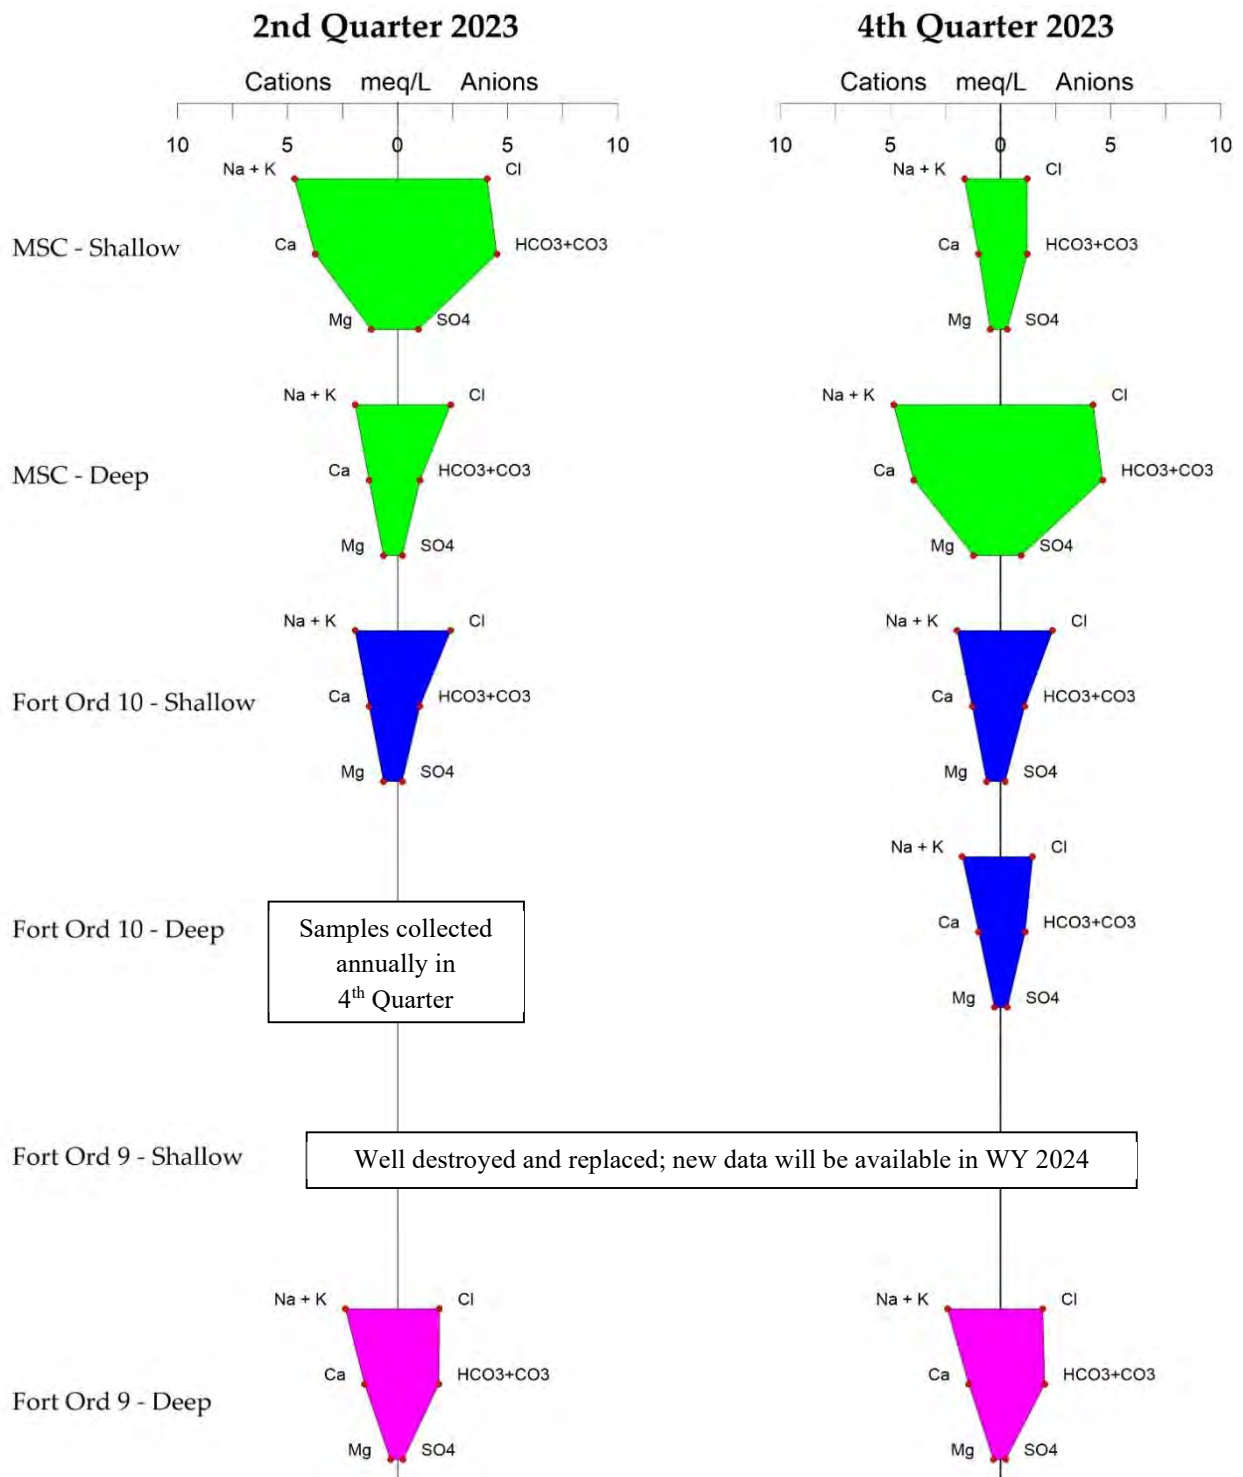 2nd Quarter 2023
4th Quarter 2023
Cations meq/L Anions
Cations meq/L Anions
10 5 0 5 10
10 5 0 5 10
Na + K Cl
Na + K Cl
MSC - Shallow
Ca HCO3+CO3
Ca HCO3+CO3
Mg SO4
Mg SO4
Na + K Cl
Na + K Cl
MSC - Deep
Ca HCO3+CO3
Ca HCO3+CO3
Mg SO4
Mg SO4
Na + K Cl
Na + K Cl
Fort Ord 10 - Shallow
Ca HCO3+CO3
Ca HCO3+CO3
Mg SO4
Mg SO4
Na + K Cl
Fort Ord 10 - Deep
Samples collected
annually in
4th Quarter
Ca HCO3+CO3
Mg SO4
Fort Ord 9 - Shallow
Well destroyed and replaced; new data will be available in WY 2024
Na + K Cl
Na + K Cl
Fort Ord 9 - Deep
Ca HCO3+CO3
Ca HCO3+CO3
Mg SO4
Mg SO4